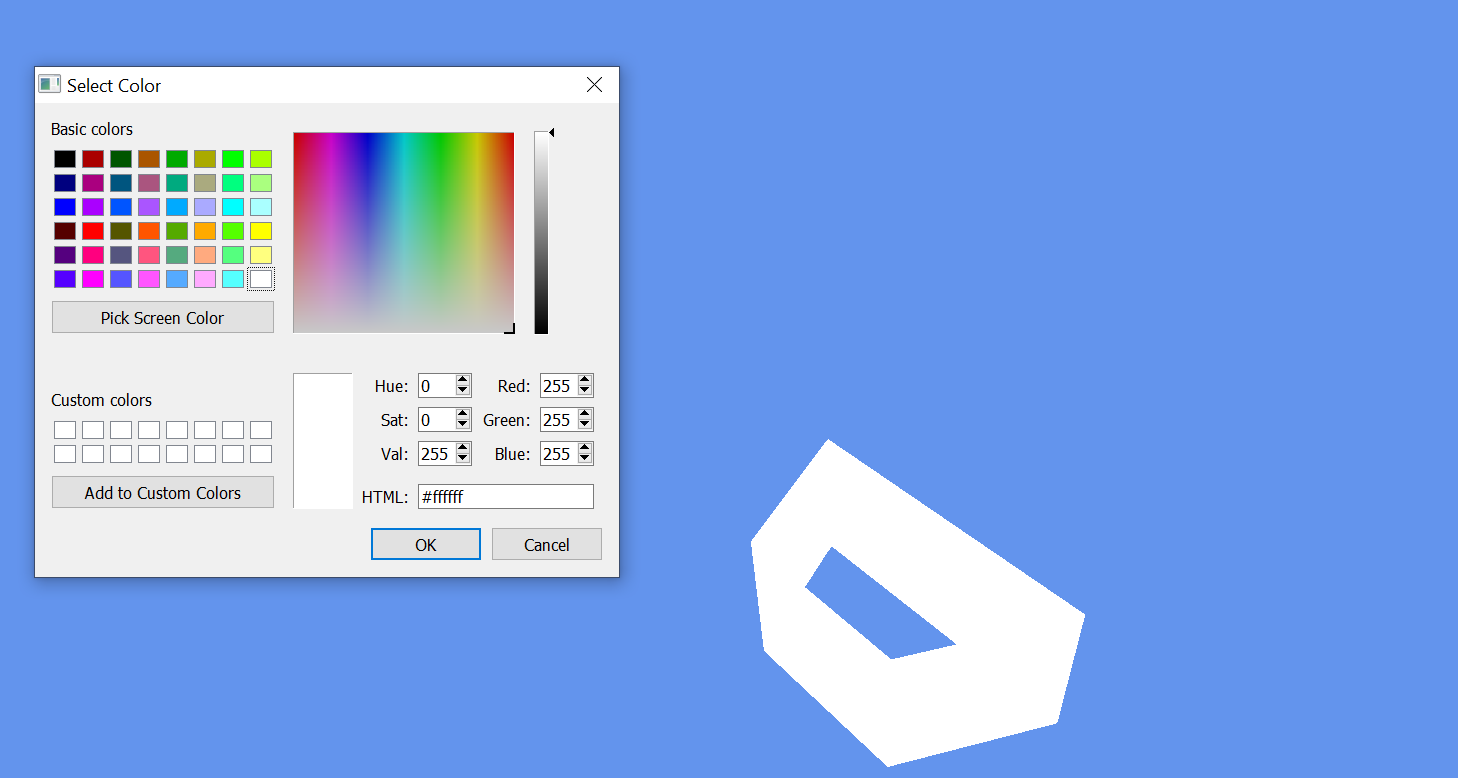 Select Color
Basic colors
Pick Screen Color
Custom colors
Add to Custom Colors
Hue: 0 Red: 255
Sat: 0 Green: 255
Val: 255 Blue: 255
HTML: #ffffff
OK Cancel